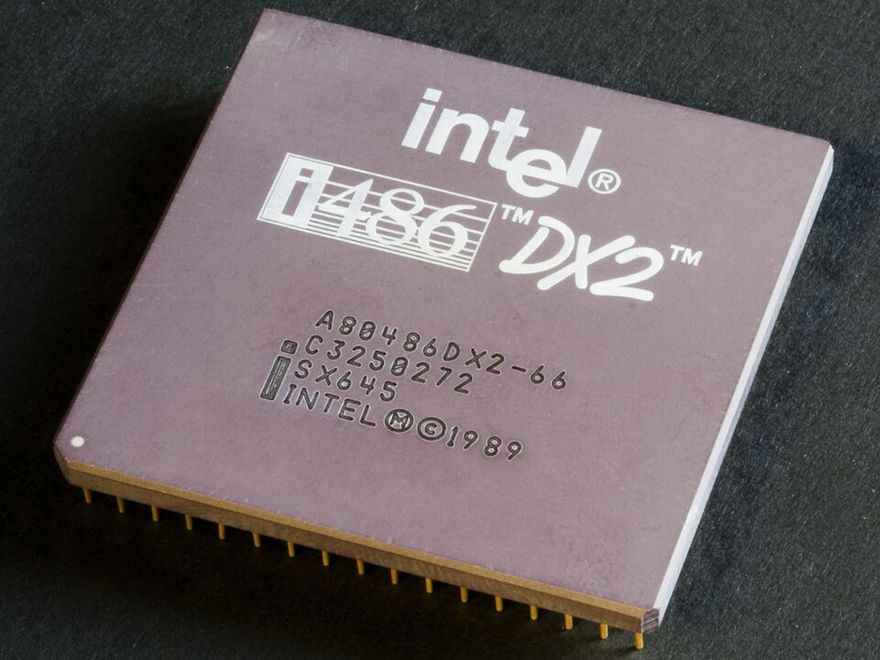 intel®
i486™ DX2™
A80486DX2-66
C3250272
SX645
INTEL Ⓜ © 1989